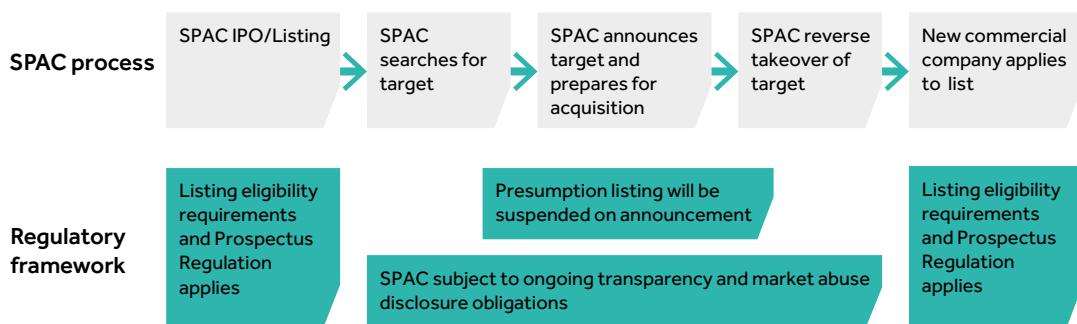 SPAC process
SPAC IPO/Listing
SPAC
searches for
target
SPAC announces
target and
prepares for
acquisition
SPAC reverse
takeover of
target
New commercial
company applies
to list
Regulatory
framework
Listing eligibility
requirements
and Prospectus
Regulation
applies
Presumption listing will be
suspended on announcement
SPAC subject to ongoing transparency and market abuse
disclosure obligations
Listing eligibility
requirements
and Prospectus
Regulation
applies